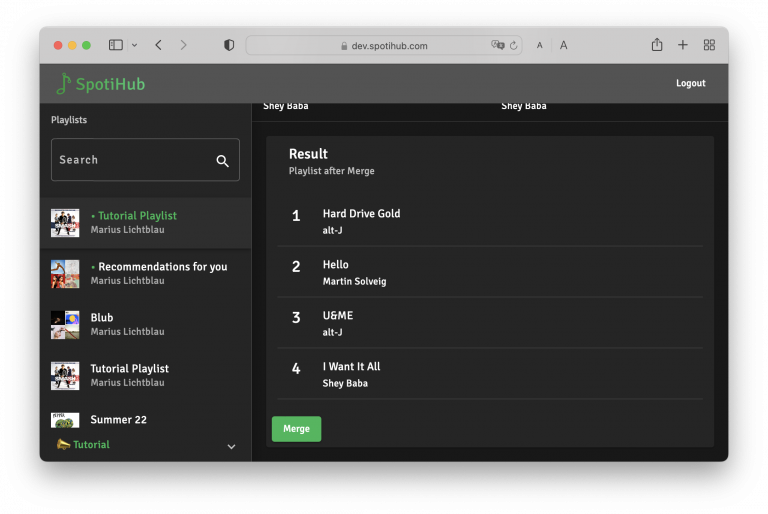 dev.spotihub.com
A A
SpotiHub
Logout
Playlists
Search
• Tutorial Playlist
Marius Lichtblau
• Recommendations for you
Marius Lichtblau
Blub
Marius Lichtblau
Tutorial Playlist
Marius Lichtblau
Summer 22
Tutorial
Shey Baba
Shey Baba
Result
Playlist after Merge
1 Hard Drive Gold
alt-J
2 Hello
Martin Solveig
3 U&ME
alt-J
4 I Want It All
Shey Baba
Merge